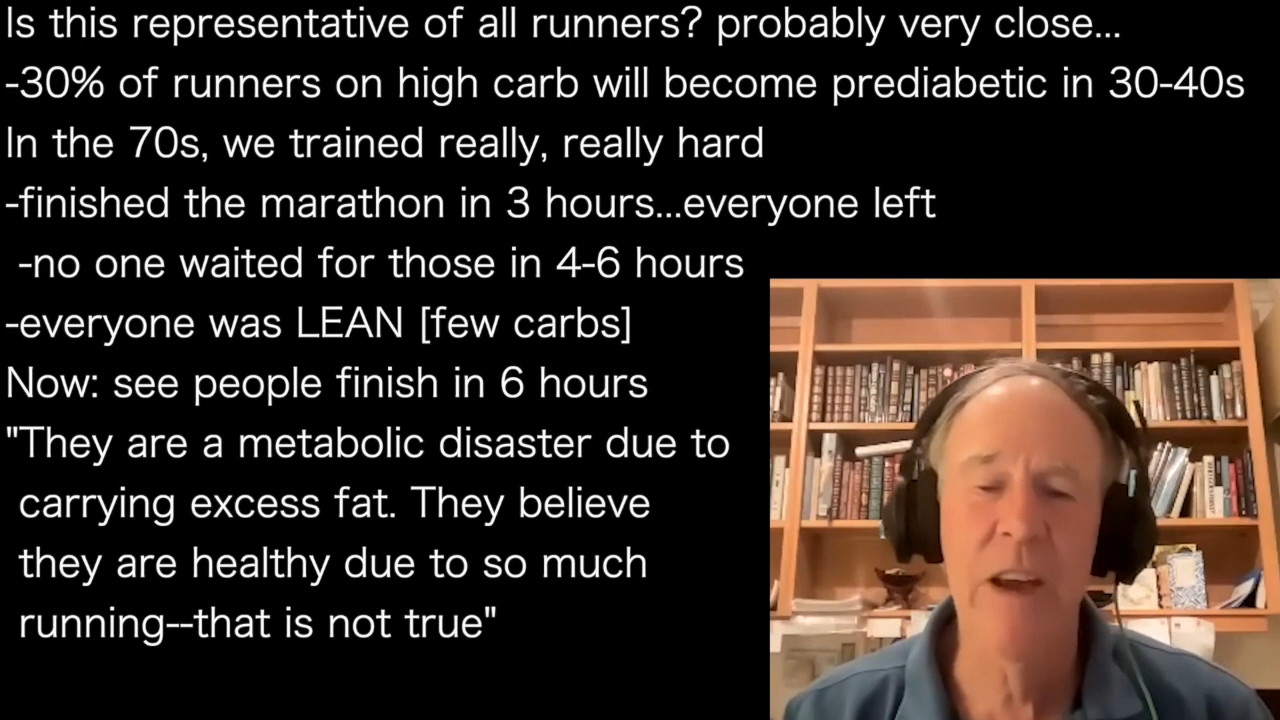 Is this representative of all runners? probably very close...
-30% of runners on high carb will become prediabetic in 30-40s
In the 70s, we trained really, really hard
-finished the marathon in 3 hours...everyone left
-no one waited for those in 4-6 hours
-everyone was LEAN [few carbs]
Now: see people finish in 6 hours
"They are a metabolic disaster due to
carrying excess fat. They believe
they are healthy due to so much
running--that is not true"